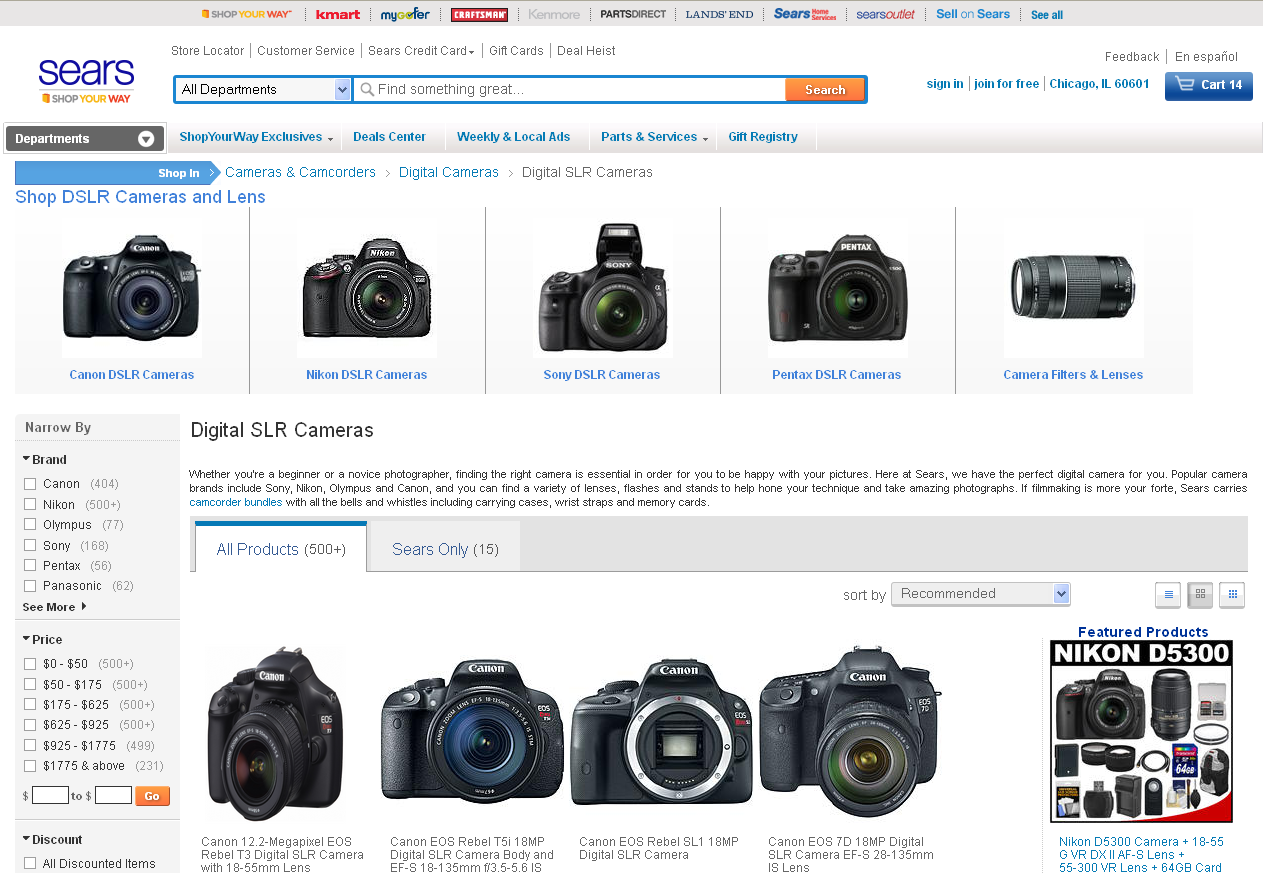 SHOP YOUR WAY kmart mygofer CRAFTSMAN Kenmore PARTSDIRECT LANDS' END Sears Home Services searsoutlet Sell on Sears See all
Store Locator Customer Service Sears Credit Card Gift Cards Deal Heist
Feedback En español
sears
SHOP YOUR WAY
All Departments Find something great... Search
sign in join for free Chicago, IL 60601 Cart 14
Departments ShopYourWay Exclusives Deals Center Weekly & Local Ads Parts & Services Gift Registry
Shop In Cameras & Camcorders Digital Cameras Digital SLR Cameras
Shop DSLR Cameras and Lens
Canon Nikon SONY PENTAX
Canon DSLR Cameras Nikon DSLR Cameras Sony DSLR Cameras Pentax DSLR Cameras Camera Filters & Lenses
Narrow By
Brand
Canon (404)
Nikon (500+)
Olympus (77)
Sony (168)
Pentax (56)
Panasonic (62)
See More
Price
$0 - $50 (500+)
$50 - $175 (500+)
$175 - $625 (500+)
$625 - $925 (500+)
$925 - $1775 (499)
$1775 & above (231)
$ to $ Go
Discount
All Discounted Items
Digital SLR Cameras
Whether you're a beginner or a novice photographer, finding the right camera is essential in order for you to be happy with your pictures. Here at Sears, we have the perfect digital camera for you. Popular camera
brands include Sony, Nikon, Olympus and Canon, and you can find a variety of lenses, flashes and stands to help hone your technique and take amazing photographs. If filmmaking is more your forte, Sears carries
camcorder bundles with all the bells and whistles including carrying cases, wrist straps and memory cards.
All Products (500+) Sears Only (15)
sort by Recommended
Canon Canon Canon Canon
EOS EOS EOS EOS 7D
Canon 12.2-Megapixel EOS
Rebel T3 Digital SLR Camera
with 18-55mm Lens
Canon EOS Rebel T5i 18MP
Digital SLR Camera Body and
EF-S 18-135mm f/3.5-5.6 IS
Canon EOS Rebel SL1 18MP
Digital SLR Camera
Canon EOS 7D 18MP Digital
SLR Camera EF-S 28-135mm
IS Lens
Featured Products
NIKON D5300
Nikon
64GB
Nikon D5300 Camera + 18-55
G VR DX II AF-S Lens +
55-300 VR Lens + 64GB Card